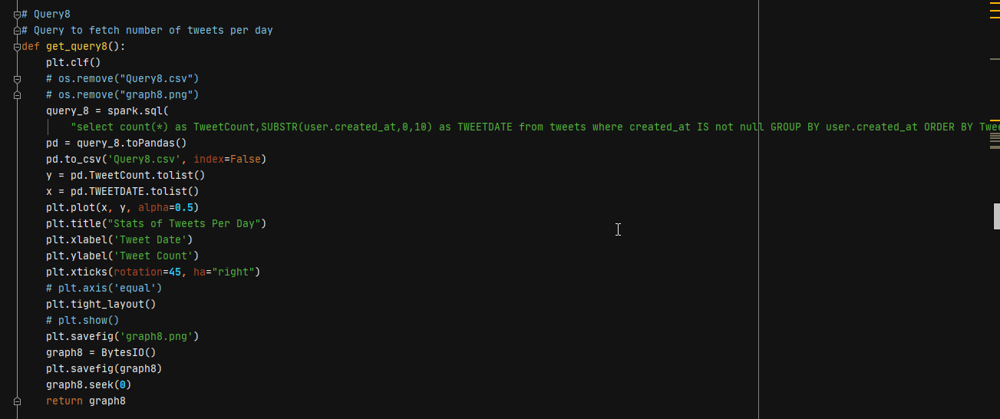 # Query8
# Query to fetch number of tweets per day
def get_query8():
    plt.clf()
    # os.remove("Query8.csv")
    # os.remove("graph8.png")
    query_8 = spark.sql(
        "select count(*) as TweetCount,SUBSTR(user.created_at,0,10) as TWEETDATE from tweets where created_at IS not null GROUP BY user.created_at ORDER BY
    pd = query_8.toPandas()
    pd.to_csv('Query8.csv', index=False)
    y = pd.TweetCount.tolist()
    x = pd.TWEETDATE.tolist()
    plt.plot(x, y, alpha=0.5)
    plt.title("Stats of Tweets Per Day")
    plt.xlabel('Tweet Date')
    plt.ylabel('Tweet Count')
    plt.xticks(rotation=45, ha="right")
    # plt.axis('equal')
    plt.tight_layout()
    # plt.show()
    plt.savefig('graph8.png')
    graph8 = BytesIO()
    plt.savefig(graph8)
    graph8.seek(0)
    return graph8